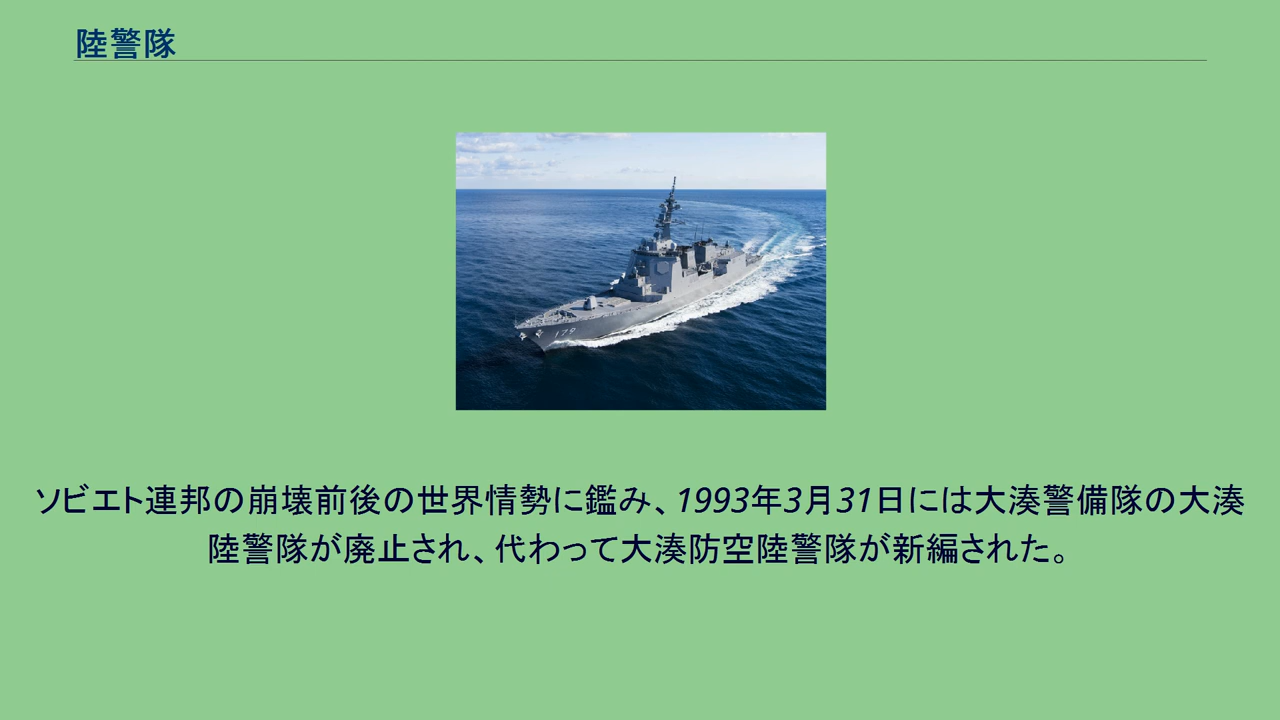 陸警隊
179
ソビエト連邦の崩壊前後の世界情勢に鑑み、1993年3月31日には大湊警備隊の大湊
陸警隊が廃止され、代わって大湊防空陸警隊が新編された。